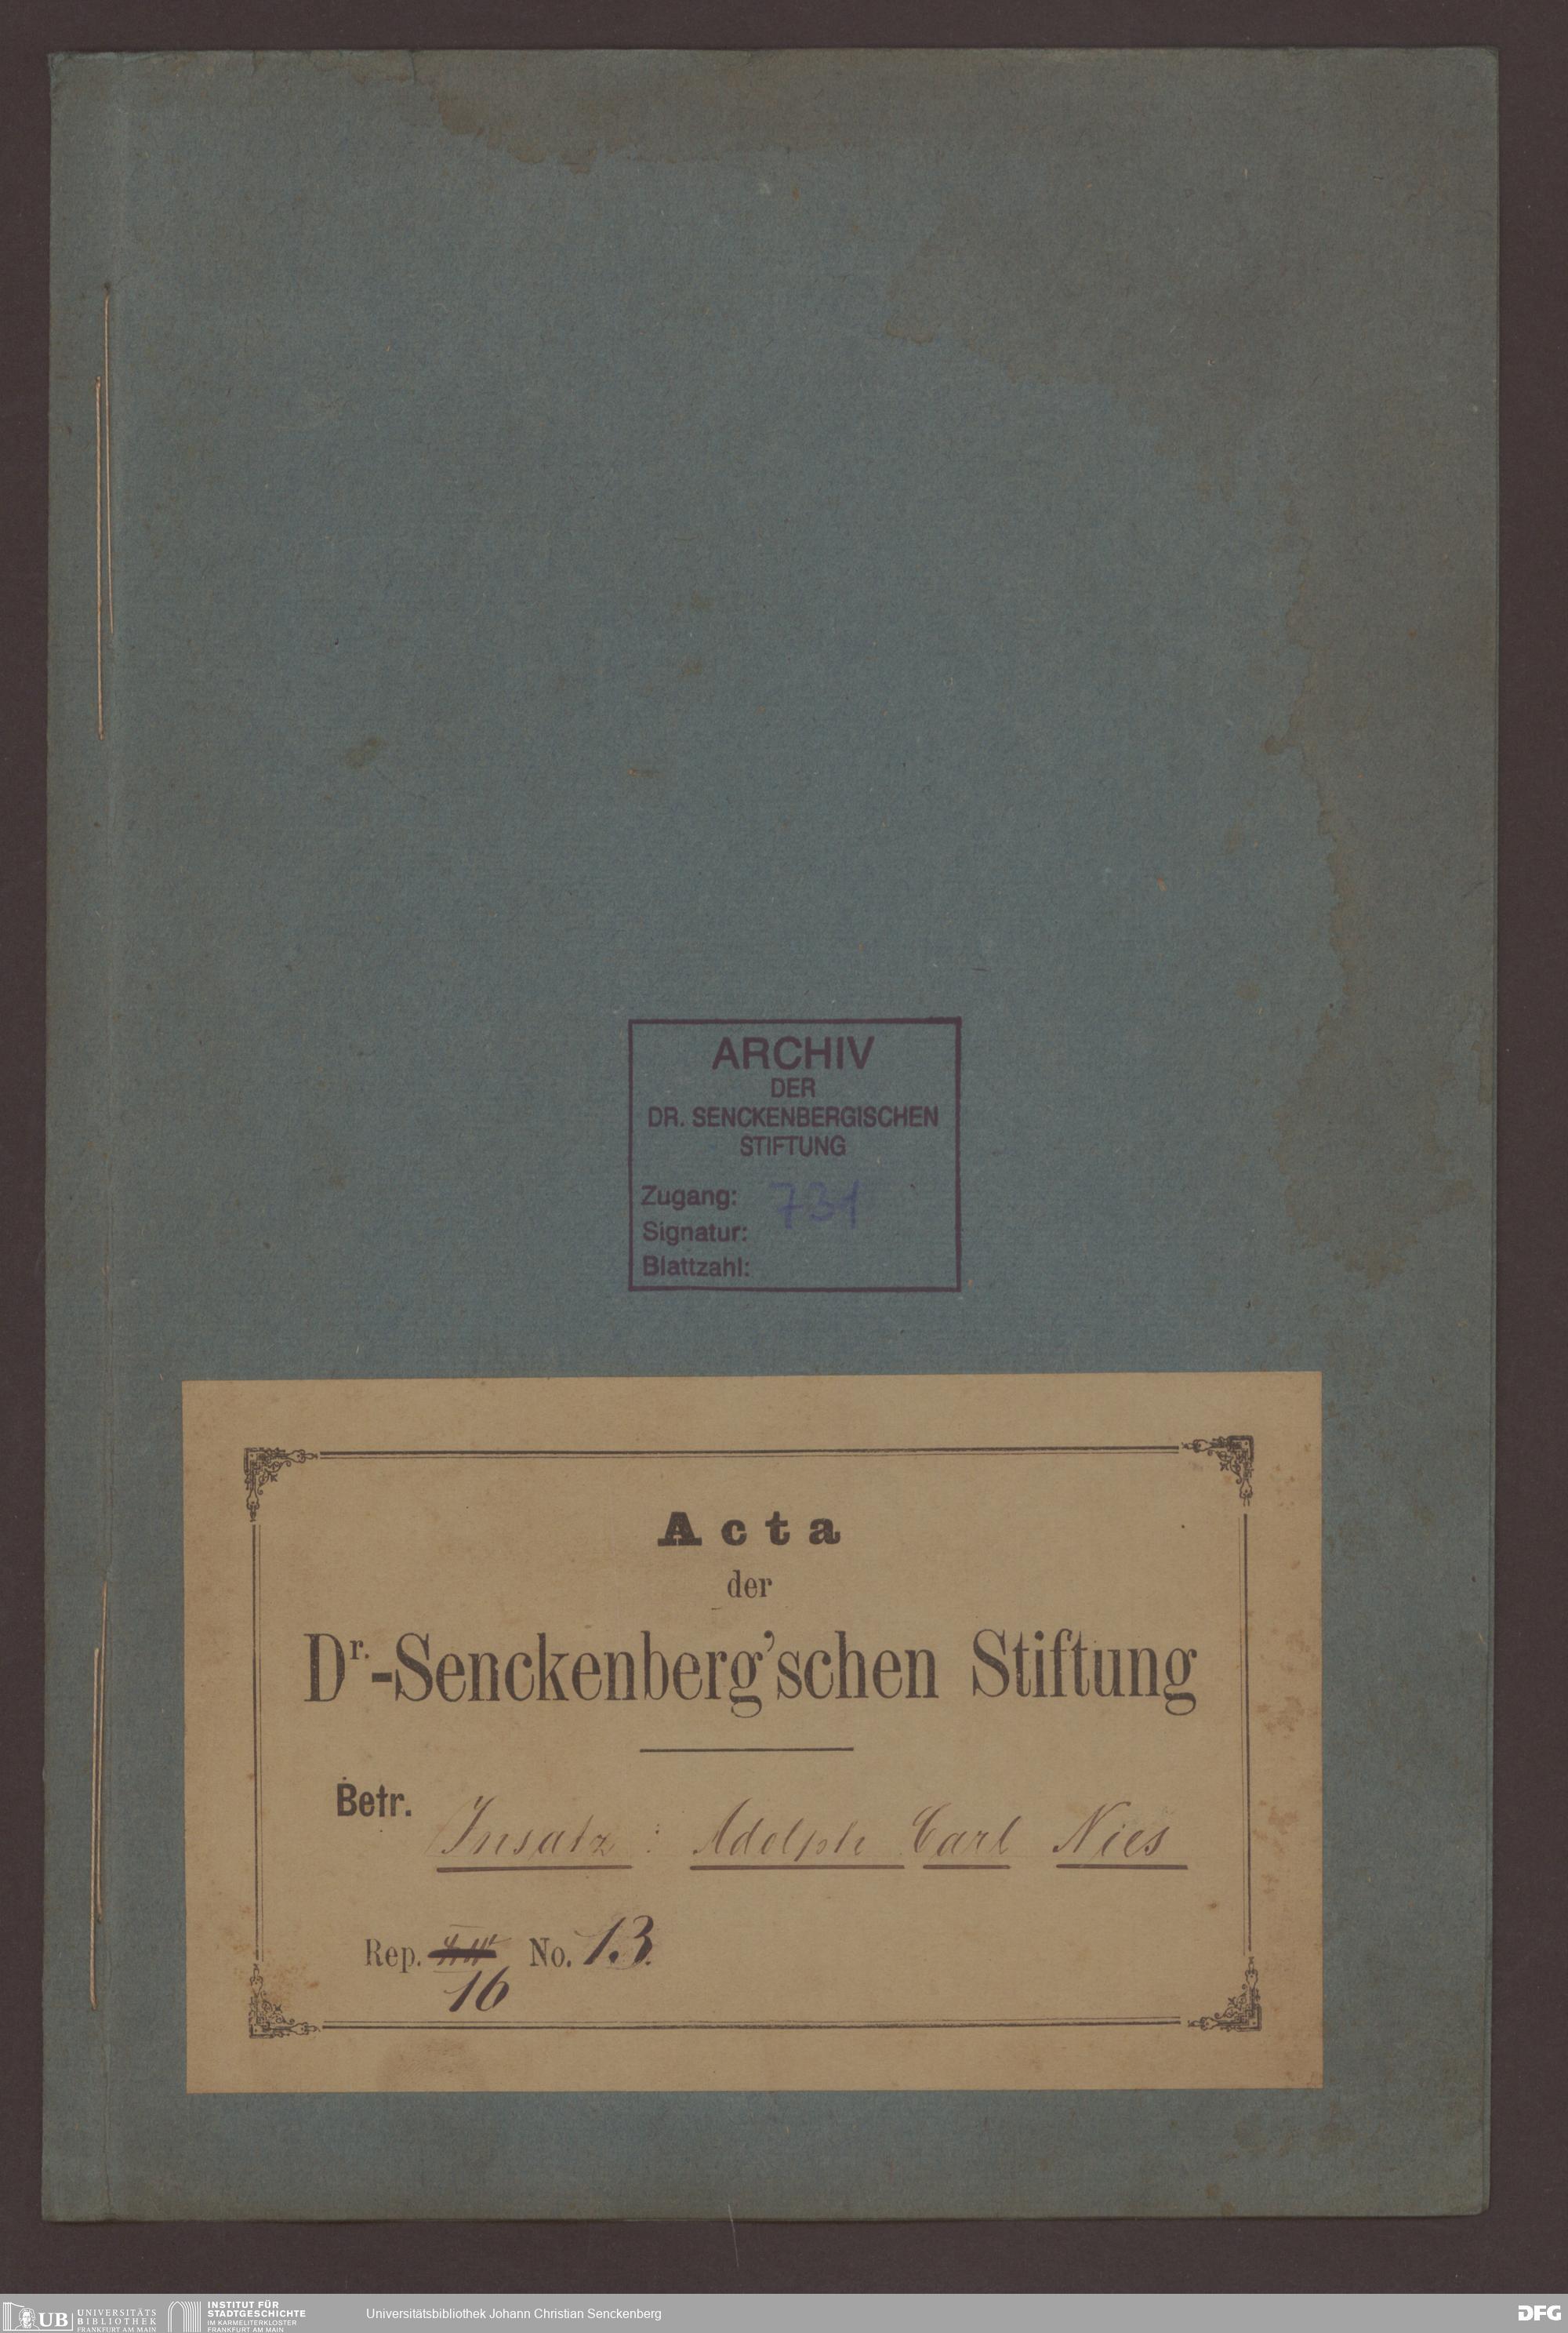 ARCHIV
DER
DR. SENCKENBERGISCHEN
STIFTUNG
Zugang: 731
Signatur:
Blattzahl:
Acta
der
Dr.-Senckenberg'schen Stiftung
Betr. Insatz: Adolph Carl Nies
Rep. No. 13.
16
UB UNIVERSITÄTS BIBLIOTHEK FRANKFURT AM MAIN
INSTITUT FÜR STADTGESCHICHTE IM KARMELITERKLOSTER FRANKFURT AM MAIN
Universitätsbibliothek Johann Christian Senckenberg
DFG